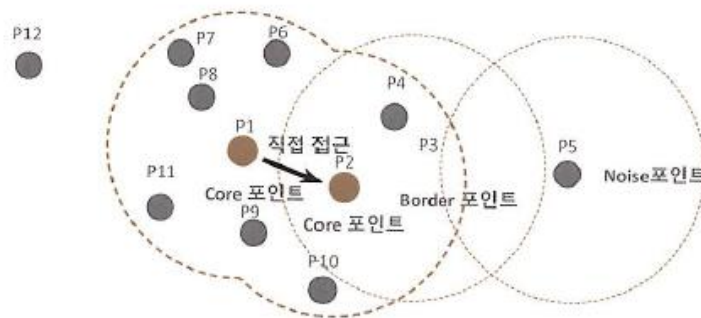 P12
P7
P6
P8
P4
P1
직접 접근
P3
P2
P5
P11
Core 포인트
Border 포인트
Noise포인트
P9
Core 포인트
P10